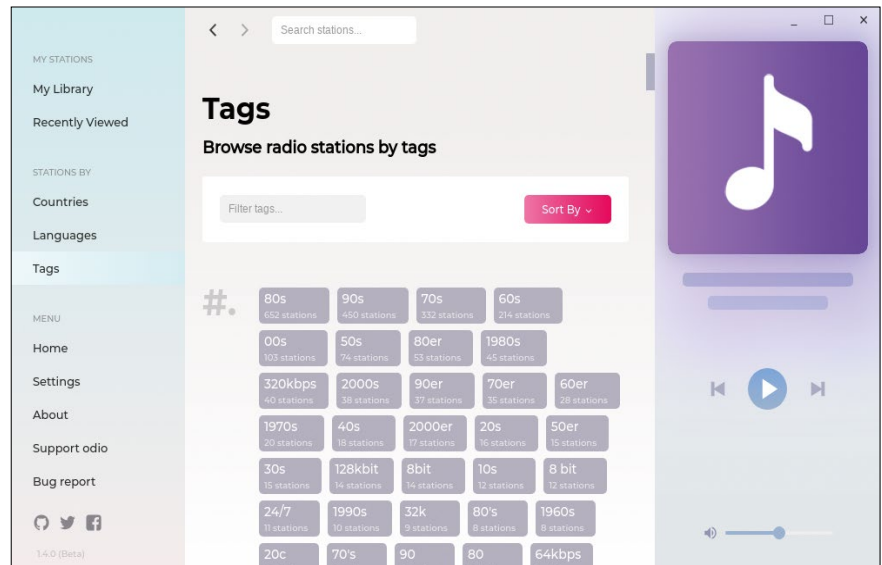 Search stations...
MY STATIONS
My Library
Recently Viewed
STATIONS BY
Countries
Languages
Tags
MENU
Home
Settings
About
Support odio
Bug report
1.4.0 (Beta)
Tags
Browse radio stations by tags
Filter tags...
Sort By
#.
80s 90s 70s 60s
652 stations 450 stations 332 stations 214 stations
00s 50s 80er 1980s
103 stations 74 stations 53 stations 45 stations
320kbps 2000s 90er 70er 60er
40 stations 38 stations 37 stations 35 stations 28 stations
1970s 40s 2000er 20s 50er
20 stations 18 stations 17 stations 16 stations 15 stations
30s 128kbit 8bit 10s 8 bit
15 stations 14 stations 14 stations 12 stations 12 stations
24/7 1990s 32k 80's 1960s
11 stations 10 stations 9 stations 8 stations 8 stations
20c 70's 90 80 64kbps